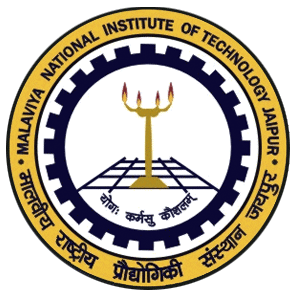 • MALAVIYA NATIONAL INSTITUTE OF TECHNOLOGY JAIPUR •
योगः कर्मसु कौशलम्
मालवीय राष्ट्रीय प्रौद्योगिकी संस्थान जयपुर